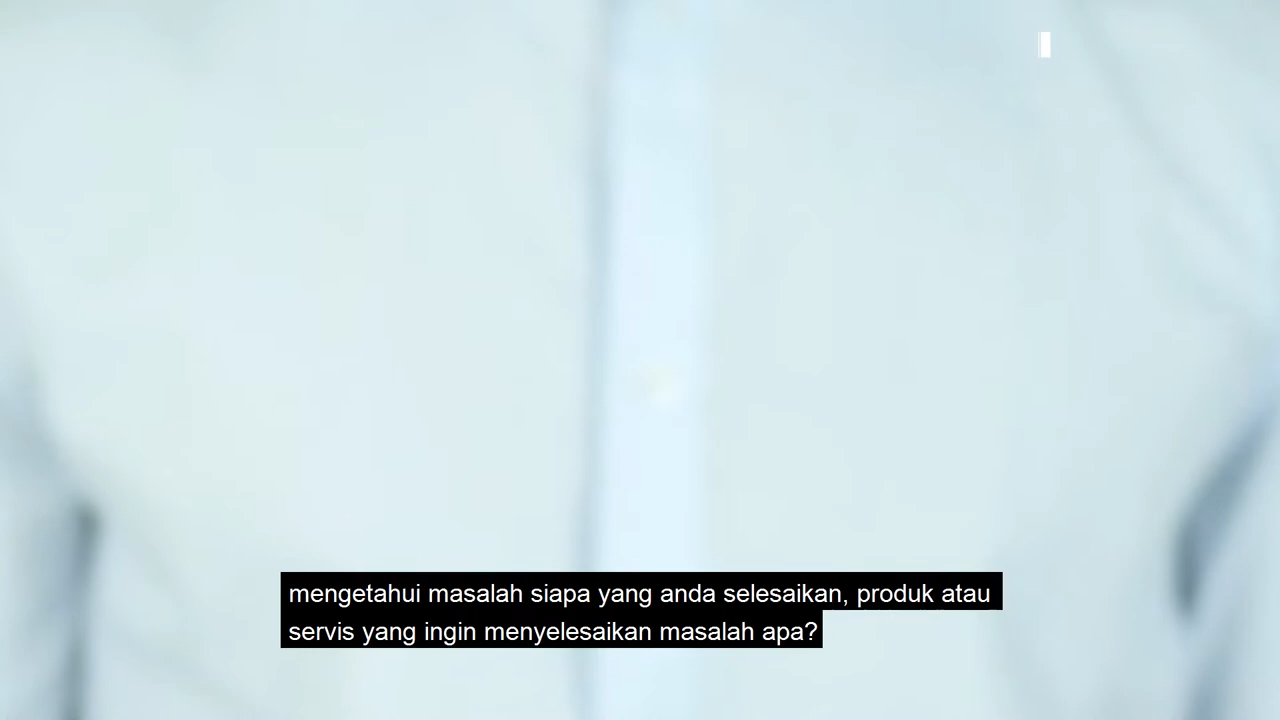 mengetahui masalah siapa yang anda selesaikan, produk atau
servis yang ingin menyelesaikan masalah apa?